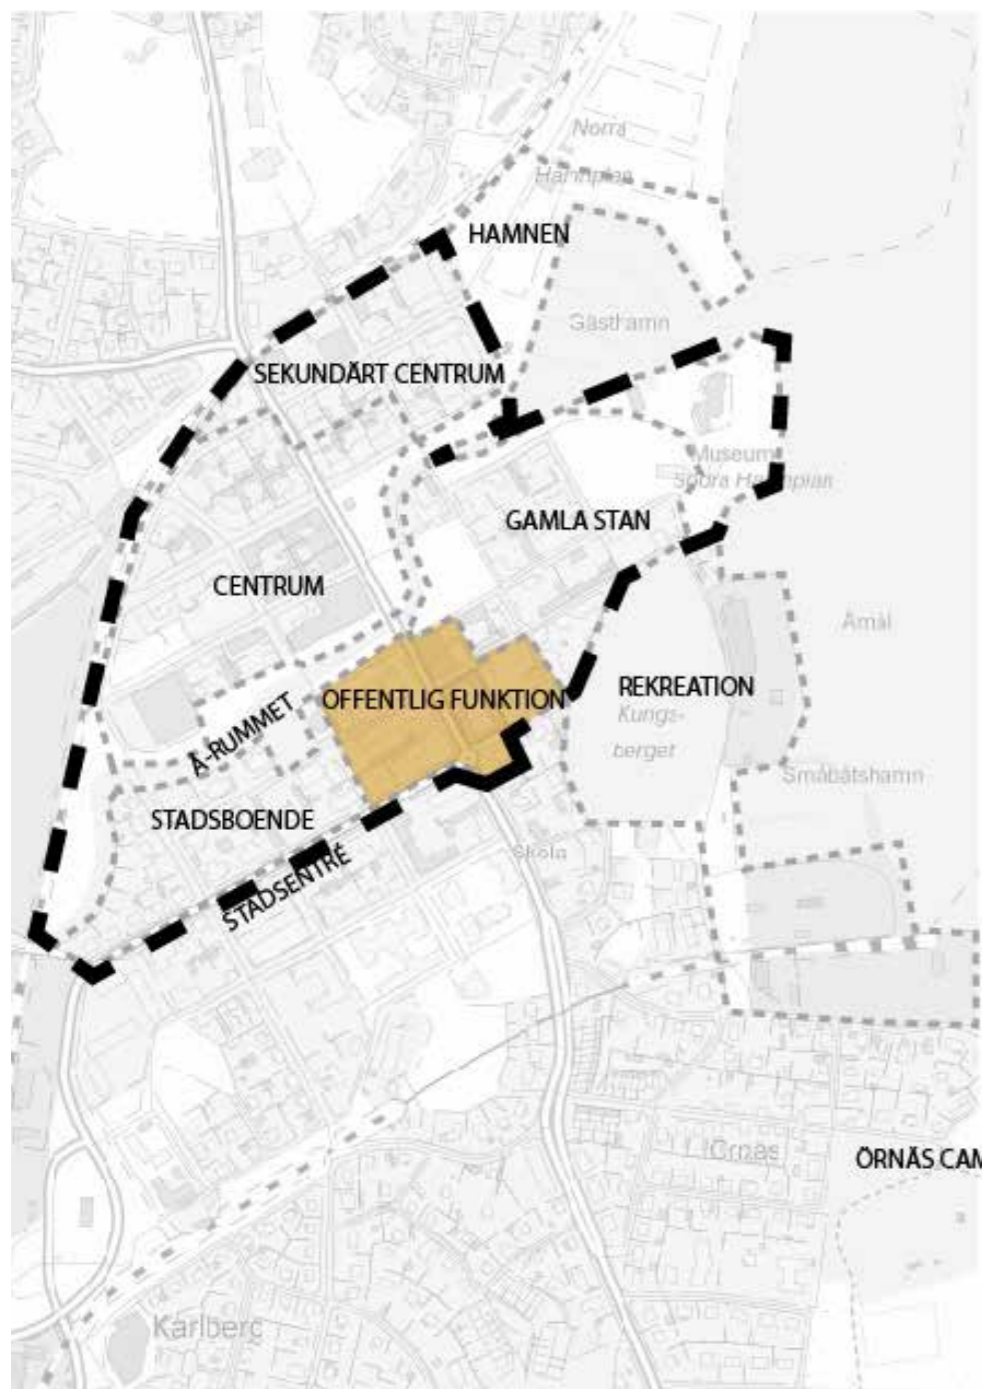 Norra
Hamnplan
HAMNEN
Gästhamn
SEKUNDÄRT CENTRUM
Museum
Södra Hamnplan
GAMLA STAN
CENTRUM
Åmål
OFFENTLIG FUNKTION
REKREATION
Kungs-
berget
Å-RUMMET
Småbåtshamn
STADSBOENDE
Skola
STADSENTRÉ
Örnäs
ÖRNÄS CAM
Karlberg